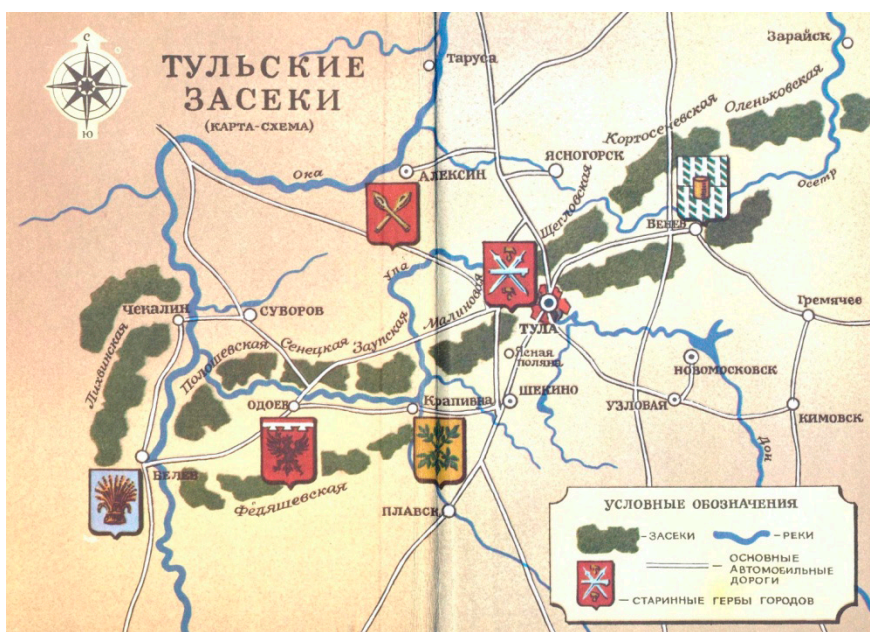 С
Ю
ТУЛЬСКИЕ
ЗАСЕКИ
(КАРТА-СХЕМА)
Таруса
Зарайск
Оленьковская
Кортосеневская
ЯСНОГОРСК
Ока
АЛЕКСИН
Осетр
Щегловская
ВЕНЕВ
Упа
Малиновая
ЧЕКАЛИН
СУВОРОВ
ГРЕМЯЧЕЕ
ТУЛА
Лихвинская
Полошевская
Сенецкая
Заупская
Ясная
поляна
НОВОМОСКОВСК
ОДОЕВ
Крапивна
ЩЕКИНО
УЗЛОВАЯ
КИМОВСК
Дон
БЕЛЕВ
Федяшевская
ПЛАВСК
УСЛОВНЫЕ ОБОЗНАЧЕНИЯ
-ЗАСЕКИ
- РЕКИ
- ОСНОВНЫЕ
АВТОМОБИЛЬНЫЕ
ДОРОГИ
- СТАРИННЫЕ ГЕРБЫ ГОРОДОВ